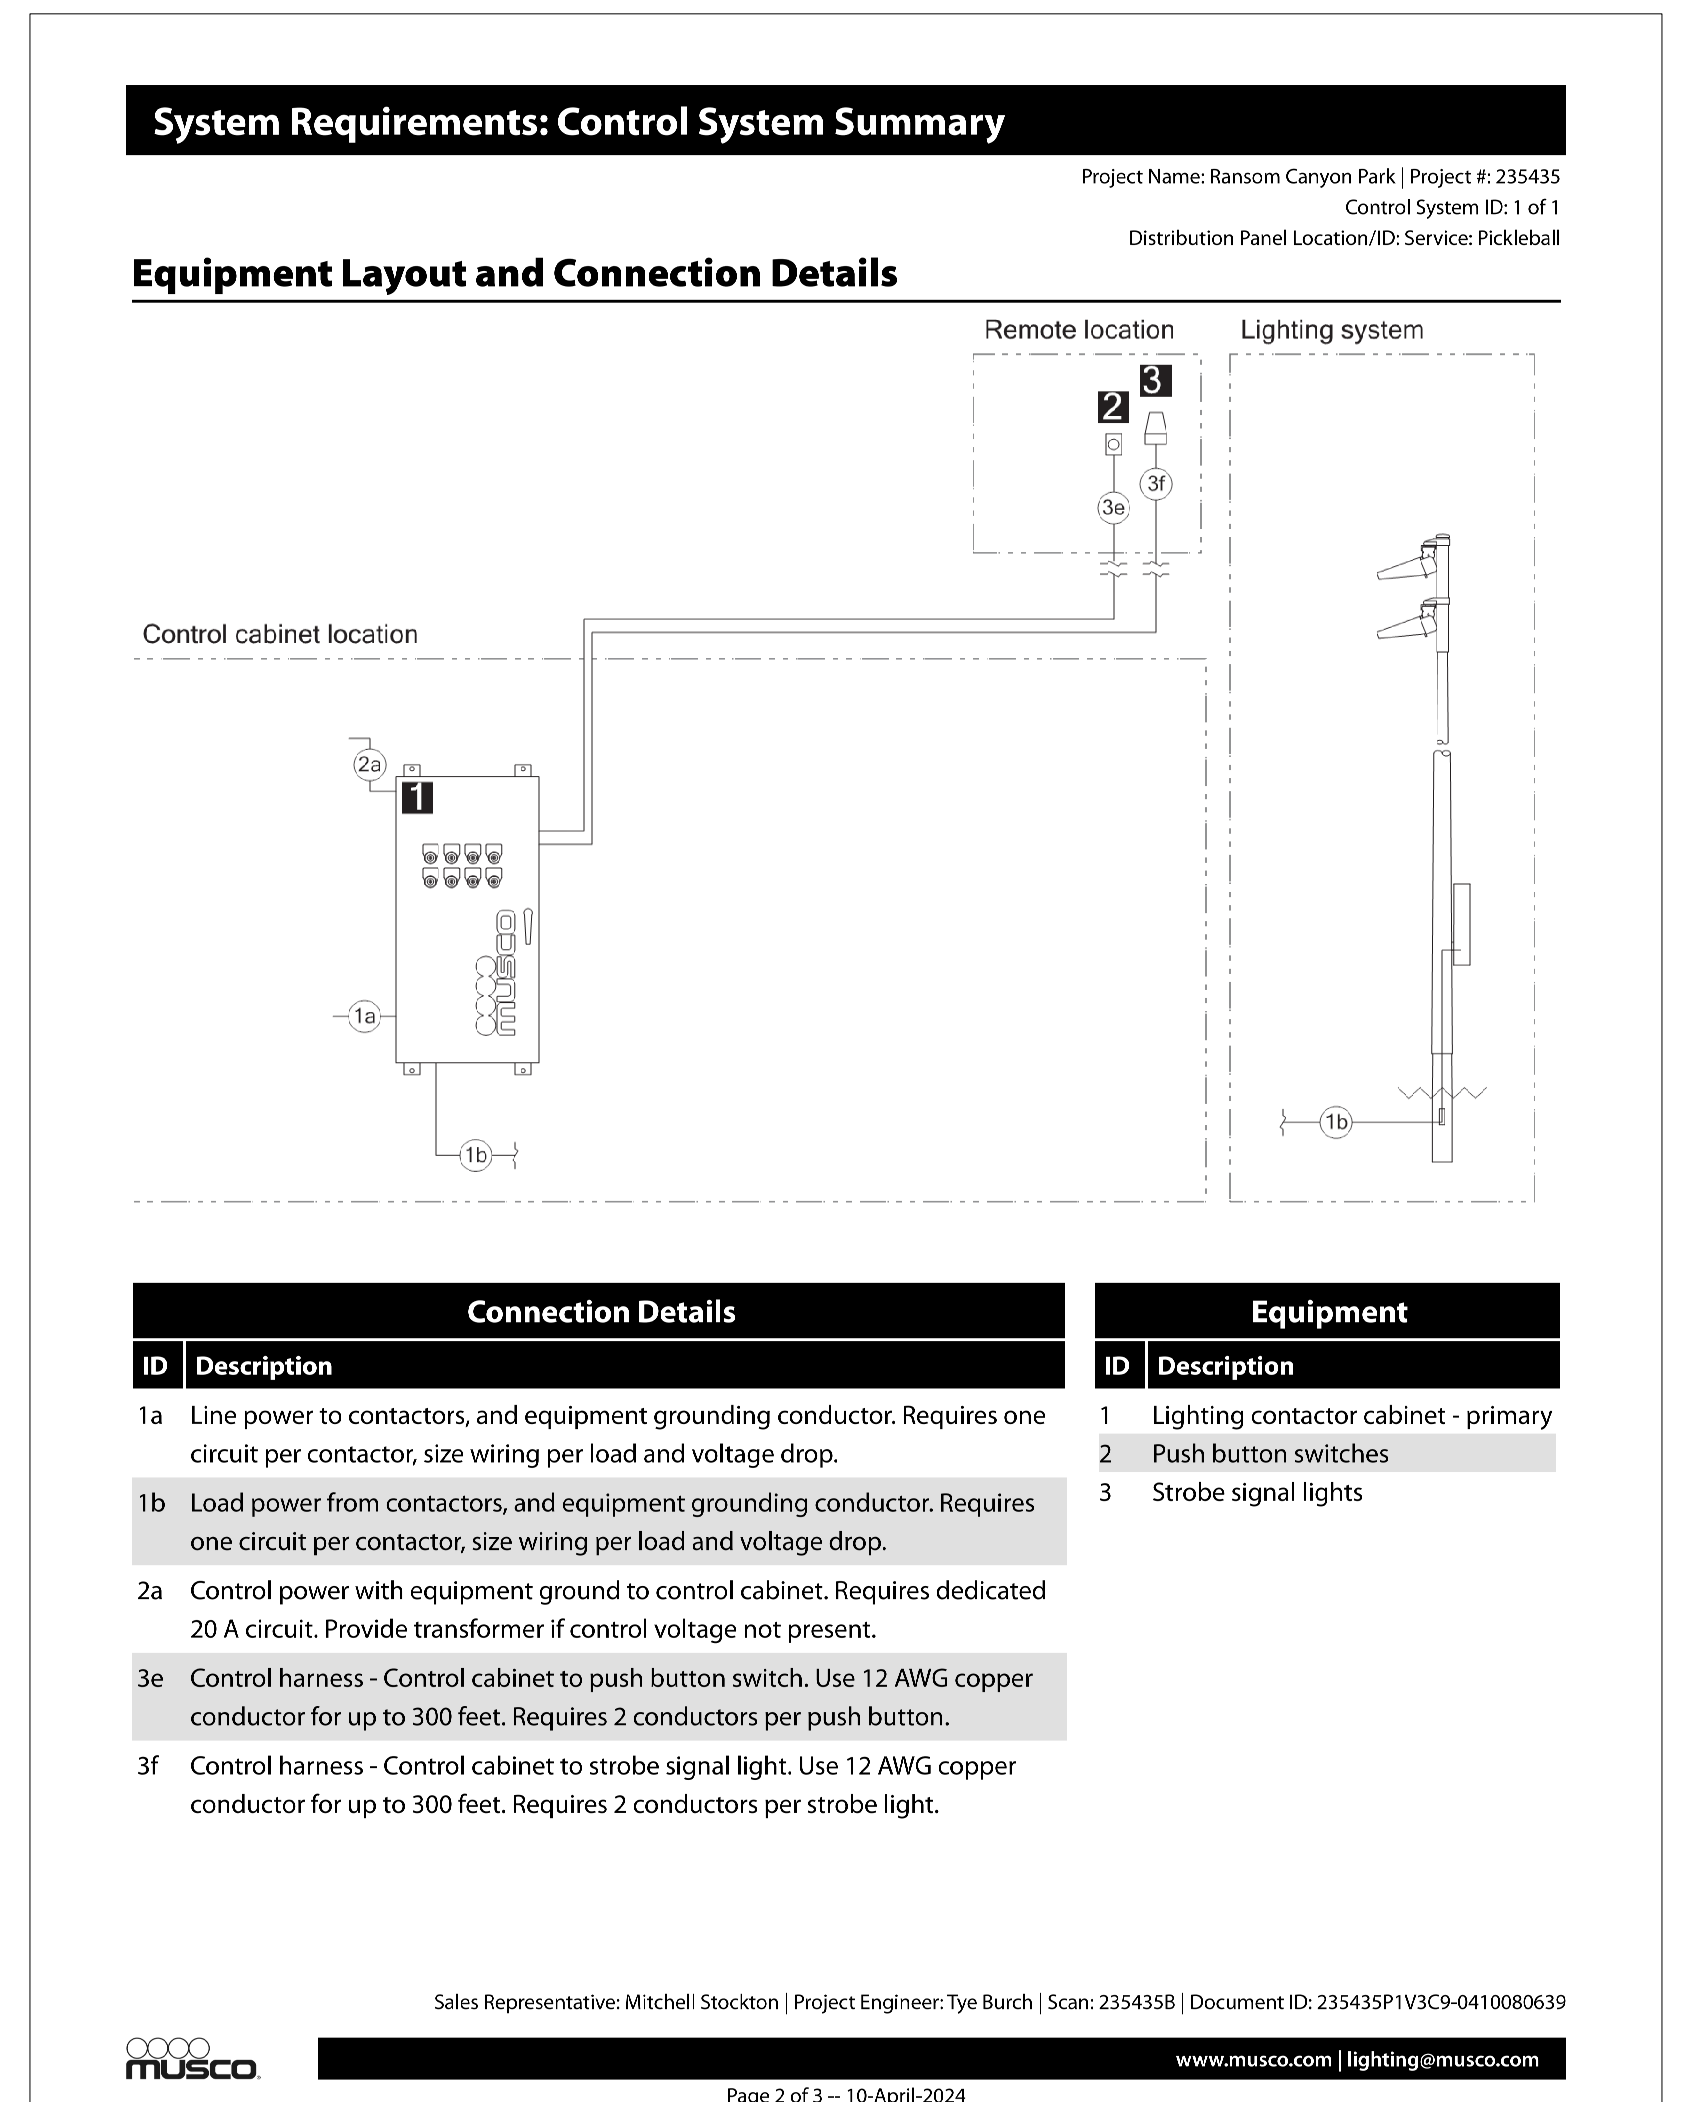 System Requirements: Control System Summary
Project Name: Ransom Canyon Park | Project #: 235435
Control System ID: 1 of 1
Distribution Panel Location/ID: Service: Pickleball
Equipment Layout and Connection Details
Remote location
Lighting system
3
2
3f
3e
Control cabinet location
2a
1
musco
1a
1b
1b
Connection Details
ID Description
1a Line power to contactors, and equipment grounding conductor. Requires one
circuit per contactor, size wiring per load and voltage drop.
1b Load power from contactors, and equipment grounding conductor. Requires
one circuit per contactor, size wiring per load and voltage drop.
2a Control power with equipment ground to control cabinet. Requires dedicated
20 A circuit. Provide transformer if control voltage not present.
3e Control harness - Control cabinet to push button switch. Use 12 AWG copper
conductor for up to 300 feet. Requires 2 conductors per push button.
3f Control harness - Control cabinet to strobe signal light. Use 12 AWG copper
conductor for up to 300 feet. Requires 2 conductors per strobe light.
Equipment
ID Description
1 Lighting contactor cabinet - primary
2 Push button switches
3 Strobe signal lights
Sales Representative: Mitchell Stockton | Project Engineer: Tye Burch | Scan: 235435B | Document ID: 235435P1V3C9-0410080639
musco
www.musco.com | lighting@musco.com
Page 2 of 3 -- 10-April-2024